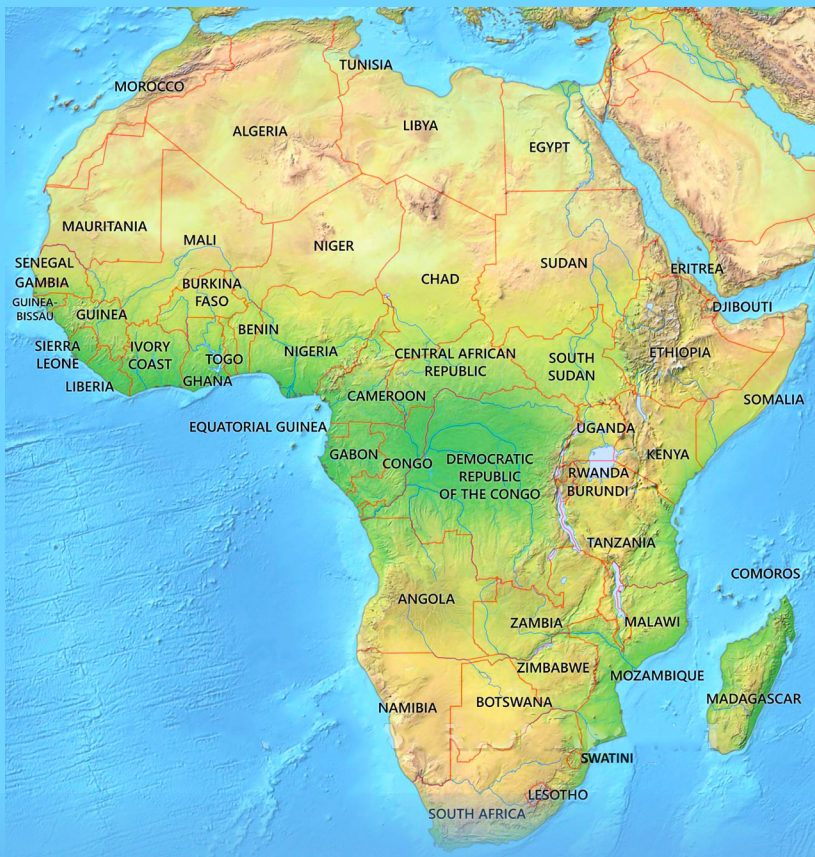 TUNISIA
MOROCCO
ALGERIA
LIBYA
EGYPT
MAURITANIA
MALI
NIGER
CHAD
SUDAN
ERITREA
SENEGAL
GAMBIA
GUINEA-
BISSAU
GUINEA
BURKINA
FASO
DJIBOUTI
SIERRA
LEONE
IVORY
COAST
BENIN
TOGO
NIGERIA
CENTRAL AFRICAN
REPUBLIC
SOUTH
SUDAN
ETHIOPIA
LIBERIA
GHANA
CAMEROON
SOMALIA
EQUATORIAL GUINEA
UGANDA
GABON
CONGO
DEMOCRATIC
REPUBLIC
OF THE CONGO
KENYA
RWANDA
BURUNDI
TANZANIA
COMOROS
ANGOLA
ZAMBIA
MALAWI
ZIMBABWE
MOZAMBIQUE
NAMIBIA
BOTSWANA
MADAGASCAR
SWATINI
LESOTHO
SOUTH AFRICA